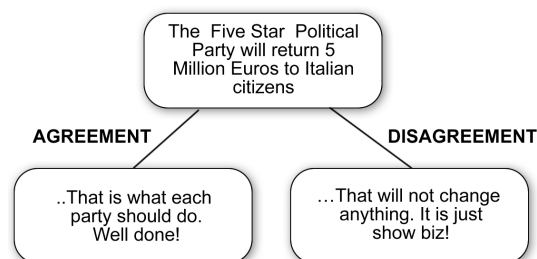 The Five Star Political
Party will return 5
Million Euros to Italian
citizens
AGREEMENT
DISAGREEMENT
..That is what each
party should do.
Well done!
...That will not change
anything. It is just
show biz!